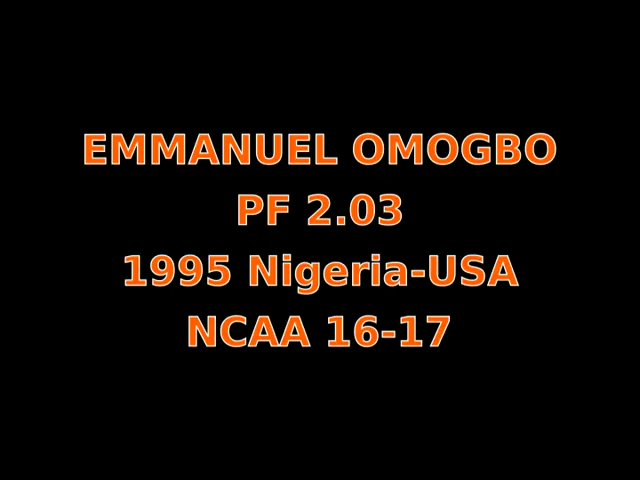 EMMANUEL OMOGBO
PF 2.03
1995 Nigeria-USA
NCAA 16-17